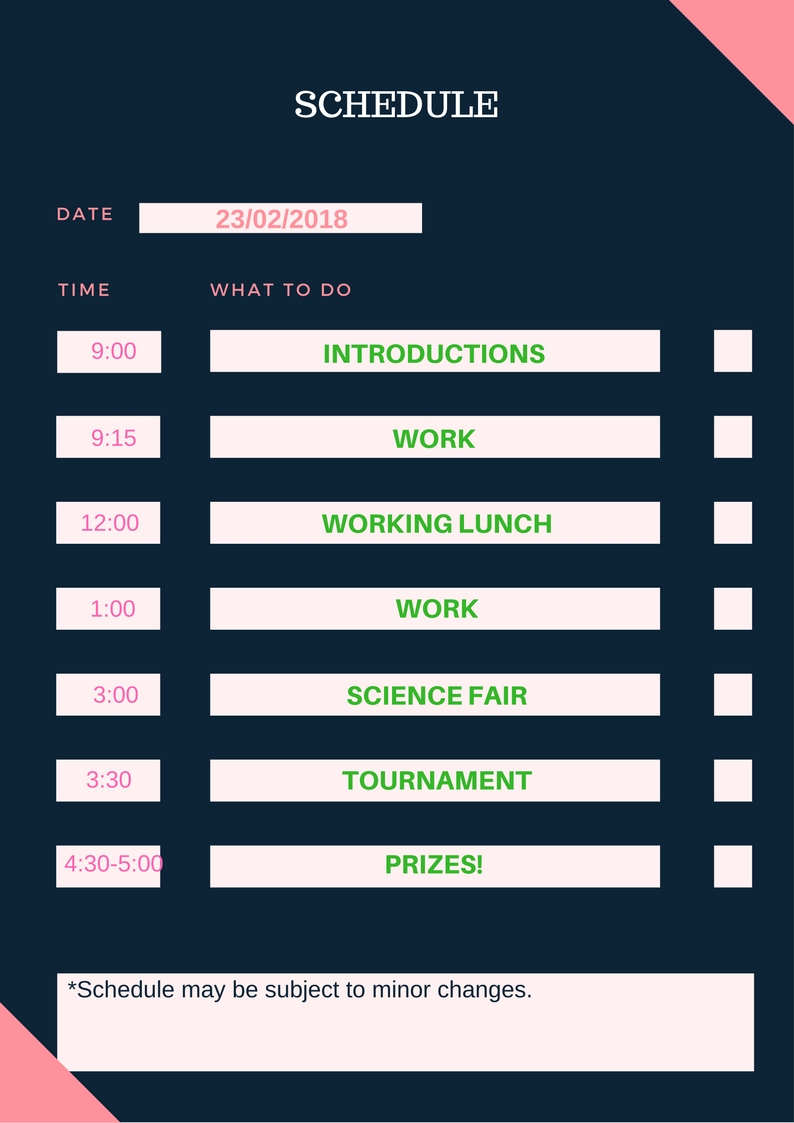 SCHEDULE
DATE 23/02/2018
TIME WHAT TO DO
9:00 INTRODUCTIONS
9:15 WORK
12:00 WORKING LUNCH
1:00 WORK
3:00 SCIENCE FAIR
3:30 TOURNAMENT
4:30-5:00 PRIZES!
*Schedule may be subject to minor changes.